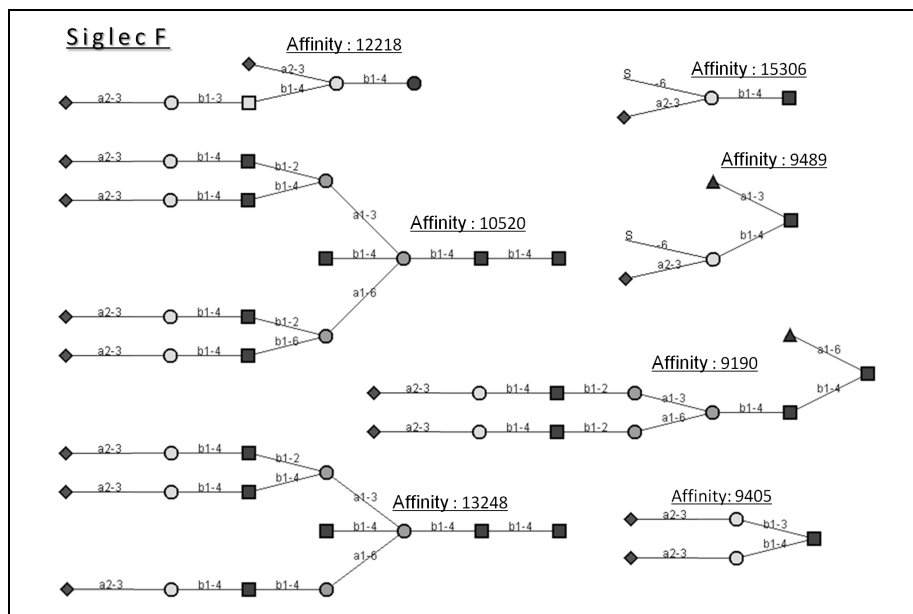 Siglec F
Affinity : 12218
a2-3
a2-3 b1-3 b1-4 b1-4
Affinity : 15306
S -6
a2-3 b1-4
a2-3 b1-4 b1-2
a2-3 b1-4 b1-4
a1-3
Affinity : 10520
b1-4 b1-4 b1-4
a1-6
a2-3 b1-4 b1-2
a2-3 b1-4 b1-6
Affinity : 9489
a1-3
S -6 b1-4
a2-3
Affinity : 9190
a1-6
a2-3 b1-4 b1-2 a1-3 b1-4
a2-3 b1-4 b1-2 a1-6 b1-4
a2-3 b1-4 b1-2
a2-3 b1-4 b1-4
a1-3
Affinity : 13248
b1-4 b1-4 b1-4
a1-6
a2-3 b1-4 b1-4
Affinity: 9405
a2-3 b1-3
a2-3 b1-4